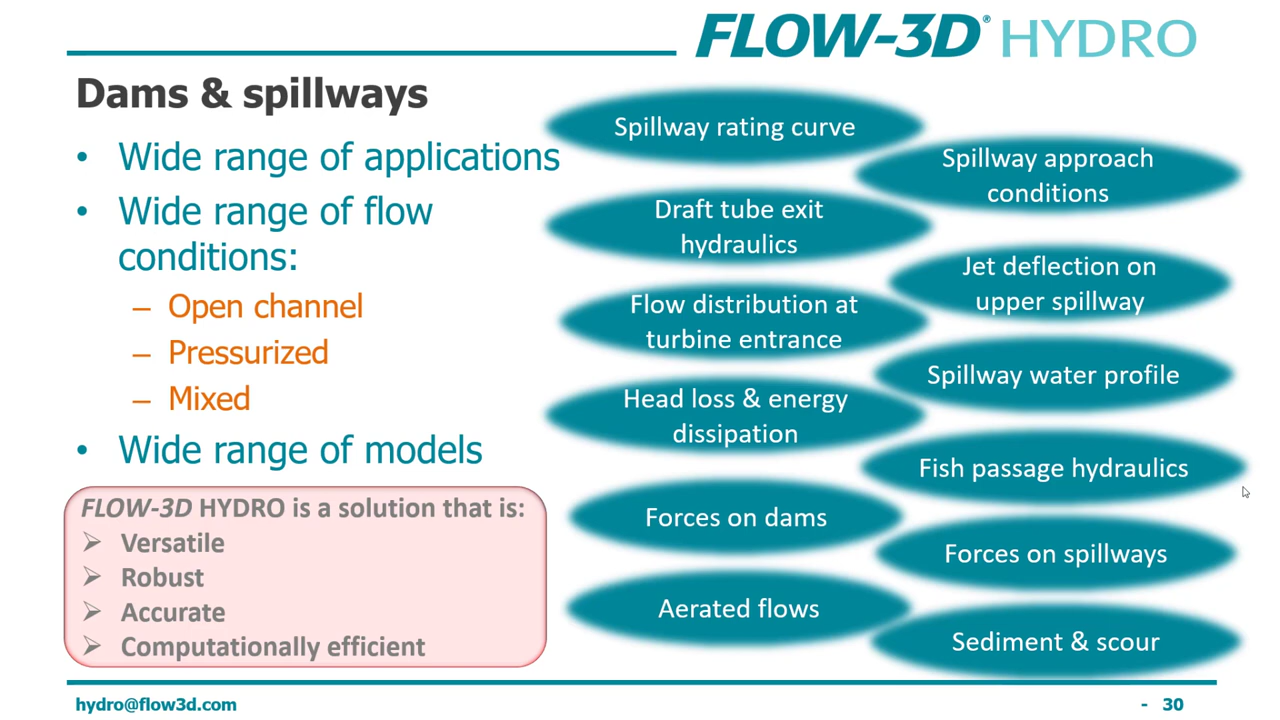 FLOW-3D® HYDRO
Dams & spillways
• Wide range of applications
• Wide range of flow
conditions:
– Open channel
– Pressurized
– Mixed
• Wide range of models
FLOW-3D HYDRO is a solution that is:
➢ Versatile
➢ Robust
➢ Accurate
➢ Computationally efficient
Spillway rating curve
Spillway approach
conditions
Draft tube exit
hydraulics
Jet deflection on
upper spillway
Flow distribution at
turbine entrance
Spillway water profile
Head loss & energy
dissipation
Fish passage hydraulics
Forces on dams
Forces on spillways
Aerated flows
Sediment & scour
hydro@flow3d.com
- 30